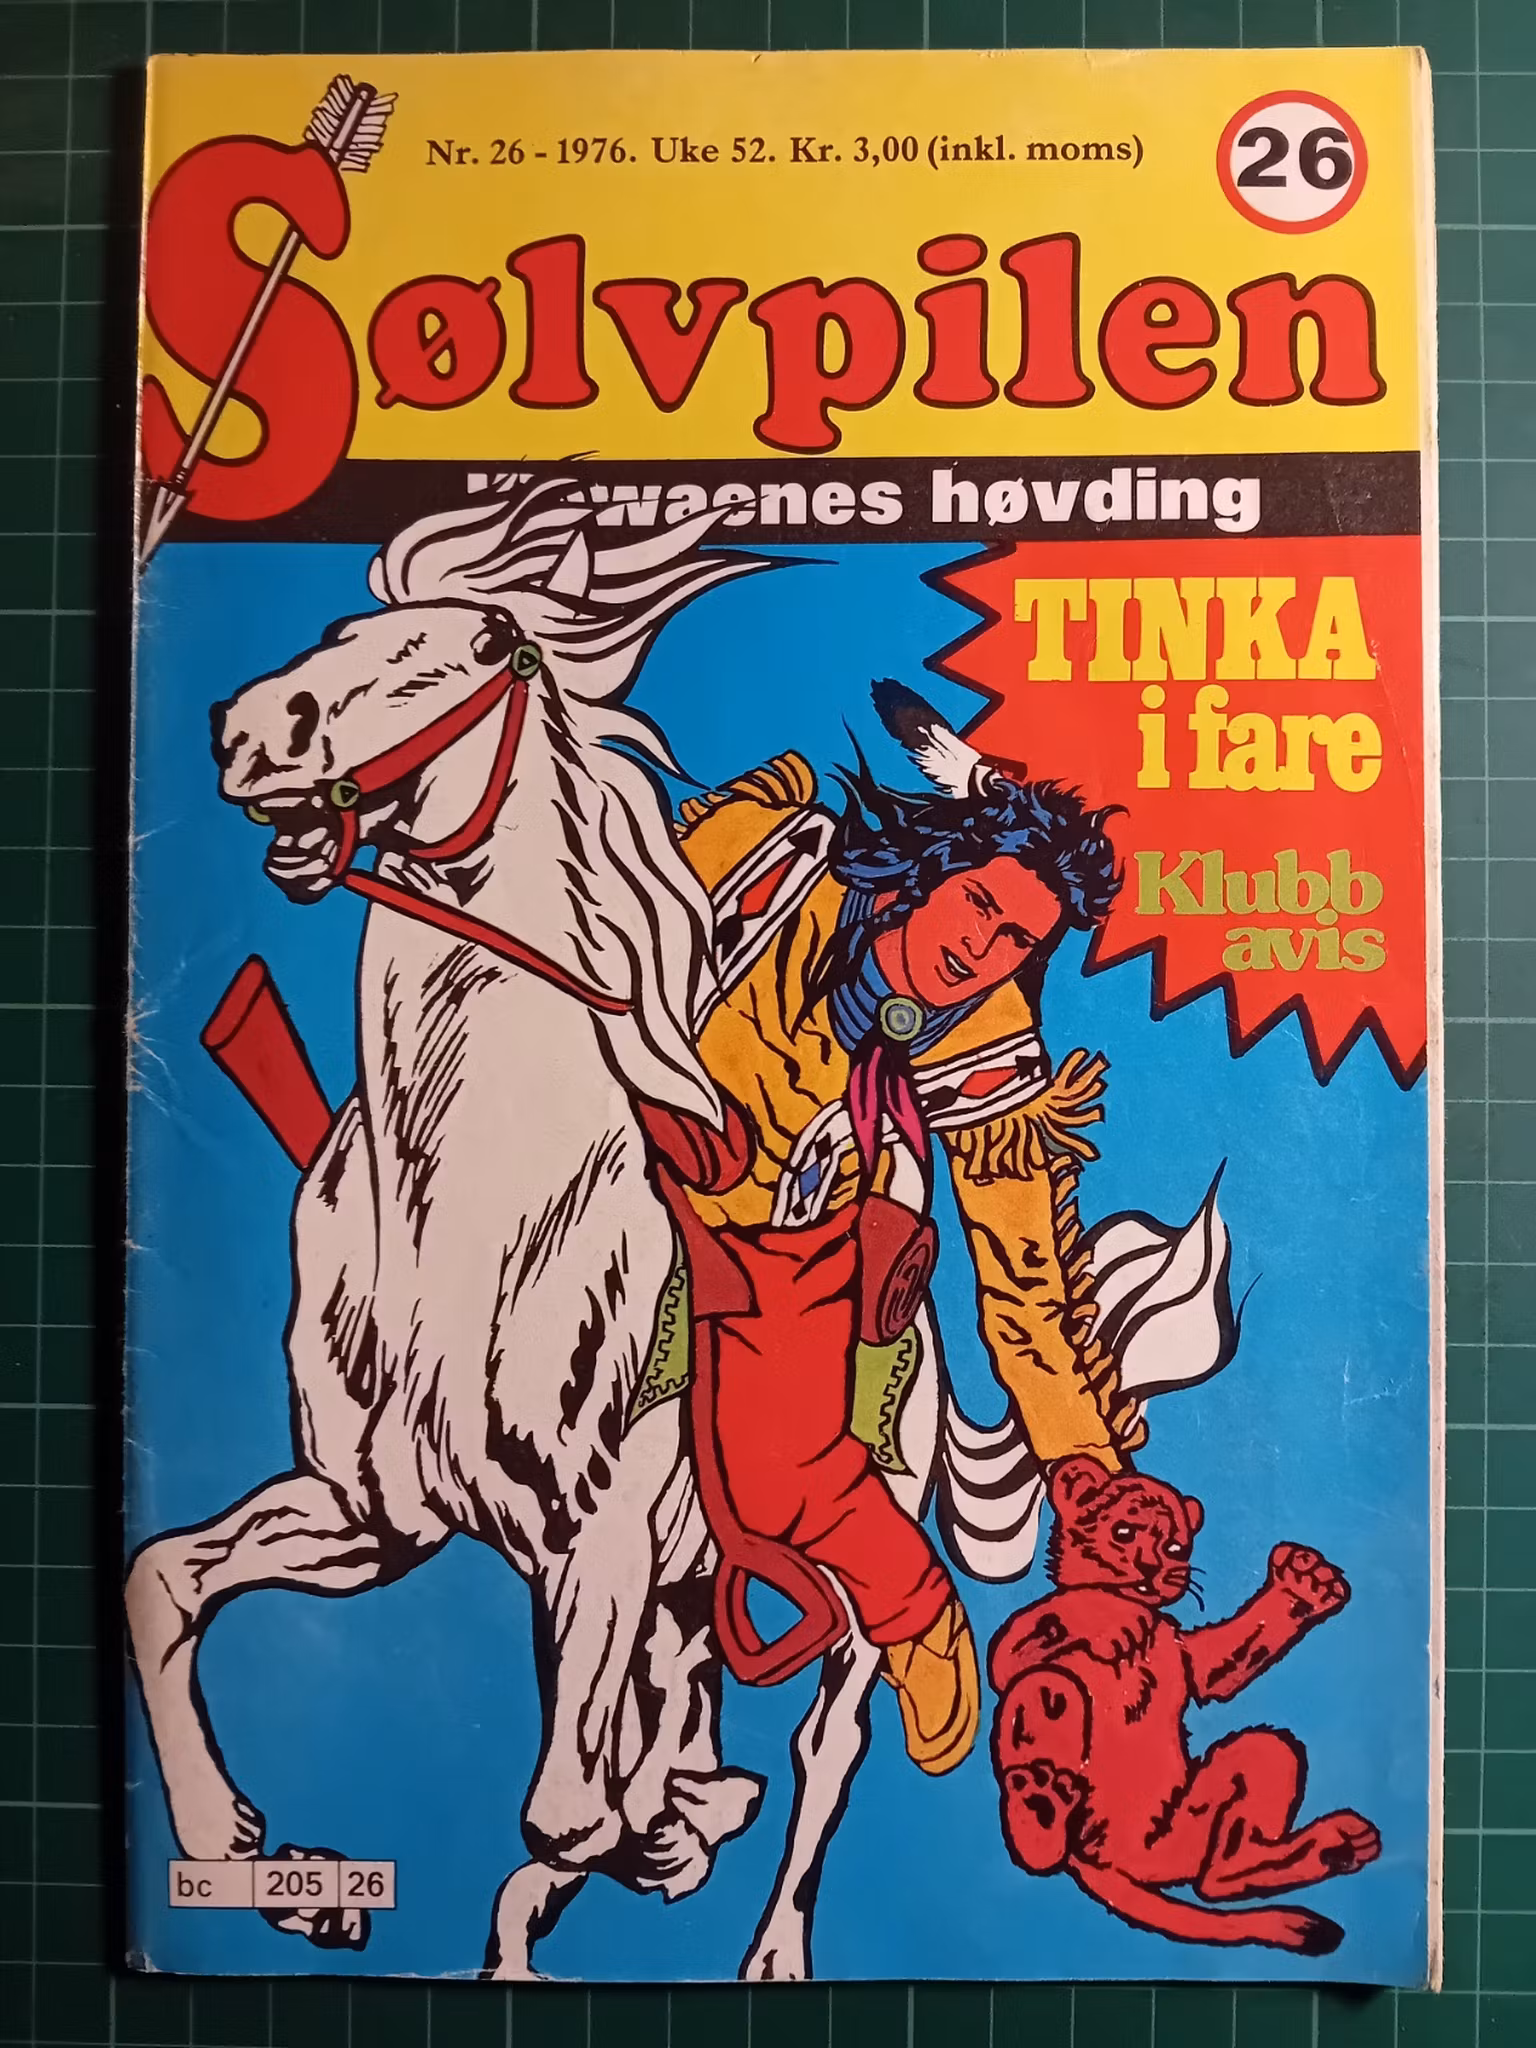 Nr. 26 - 1976. Uke 52. Kr. 3,00 (inkl. moms)
26
Sølvpilen
høvding
TINKA
i fare
Klubb
avis
bc 205 26